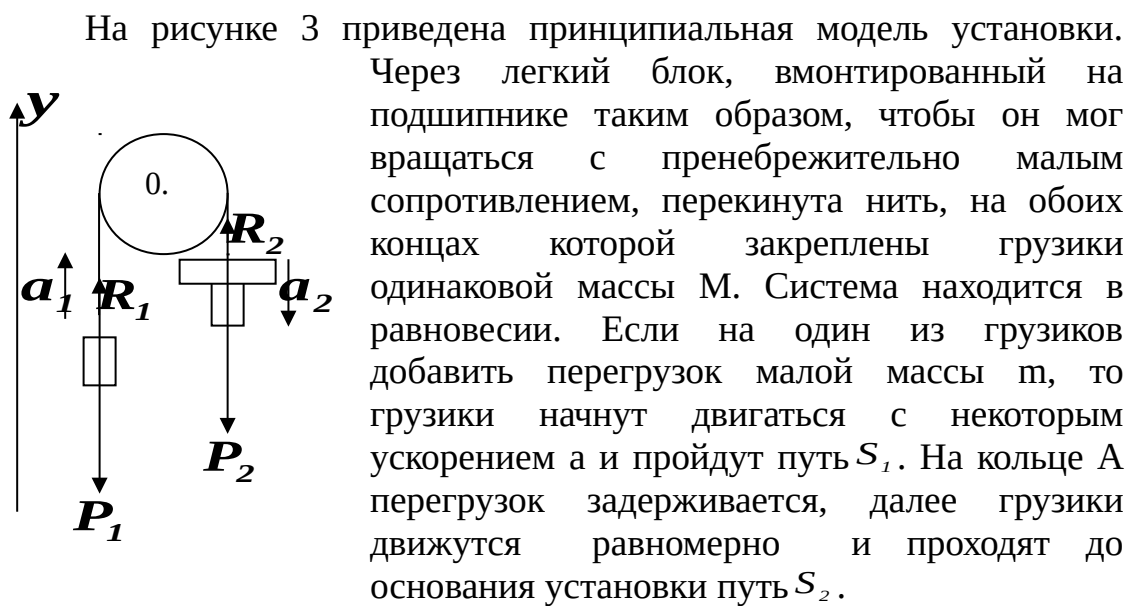 На рисунке 3 приведена принципиальная модель установки.
Через легкий блок, вмонтированный на
подшипнике таким образом, чтобы он мог
вращаться с пренебрежительно малым
сопротивлением, перекинута нить, на обоих
концах которой закреплены грузики
одинаковой массы М. Система находится в
равновесии. Если на один из грузиков
добавить перегрузок малой массы m, то
грузики начнут двигаться с некоторым
ускорением а и пройдут путь S₁. На кольце А
перегрузок задерживается, далее грузики
движутся равномерно и проходят до
основания установки путь S₂.
y
0.
R₂
a₁
R₁
a₂
P₂
P₁